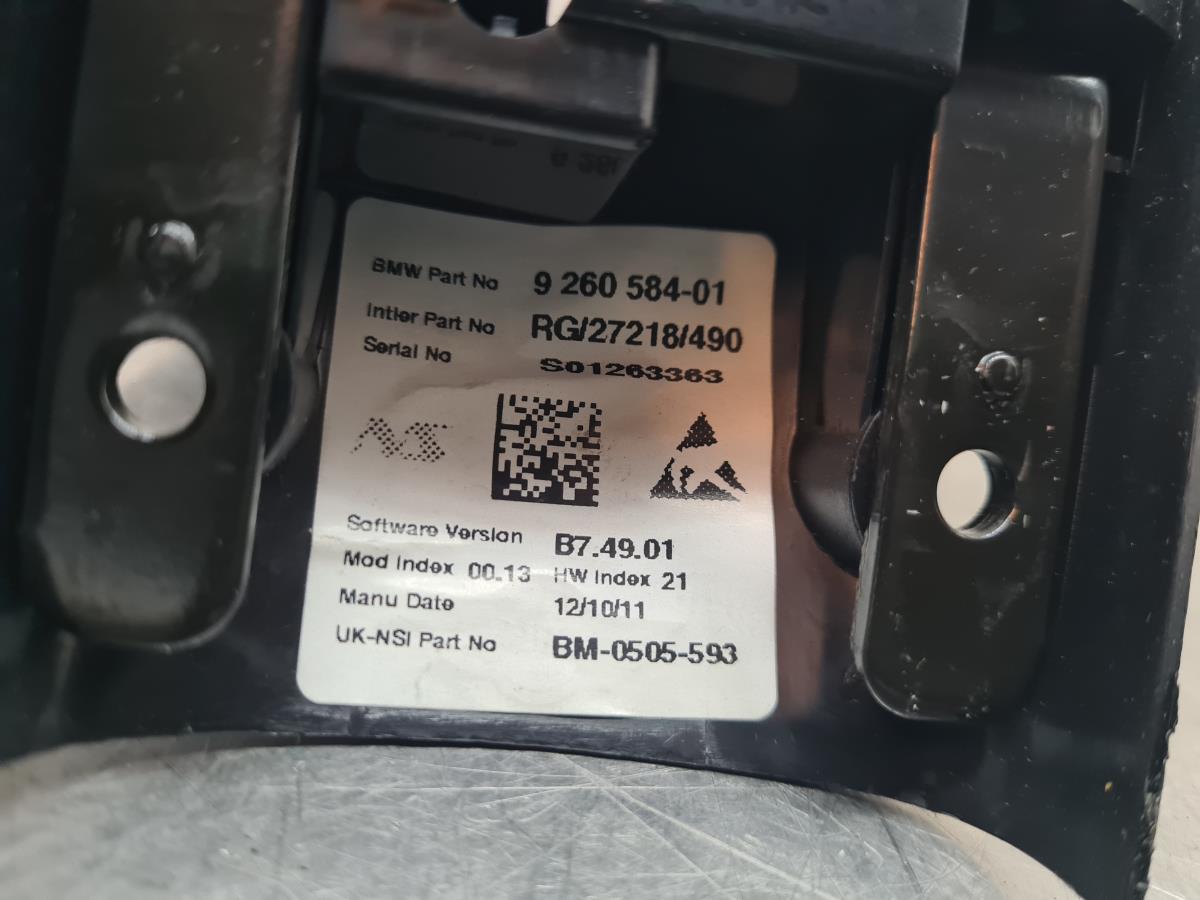 BMW Part No 9 260 584-01
Intier Part No RG/27218/490
Serial No S01263363
NS
Software Version B7.49.01
Mod Index 00.13 HW Index 21
Manu Date 12/10/11
UK-NSI Part No BM-0505-593